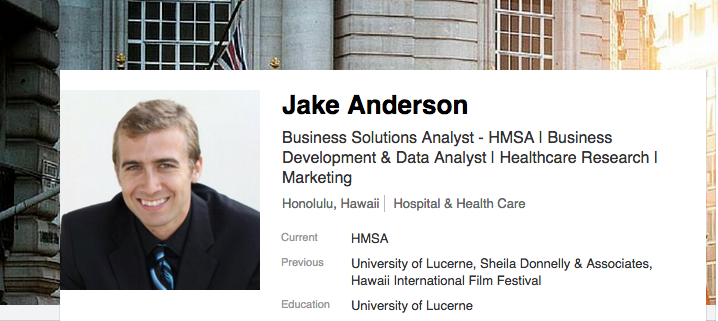 Jake Anderson
Business Solutions Analyst - HMSA | Business
Development & Data Analyst | Healthcare Research |
Marketing
Honolulu, Hawaii | Hospital & Health Care
Current HMSA
Previous University of Lucerne, Sheila Donnelly & Associates,
Hawaii International Film Festival
Education University of Lucerne